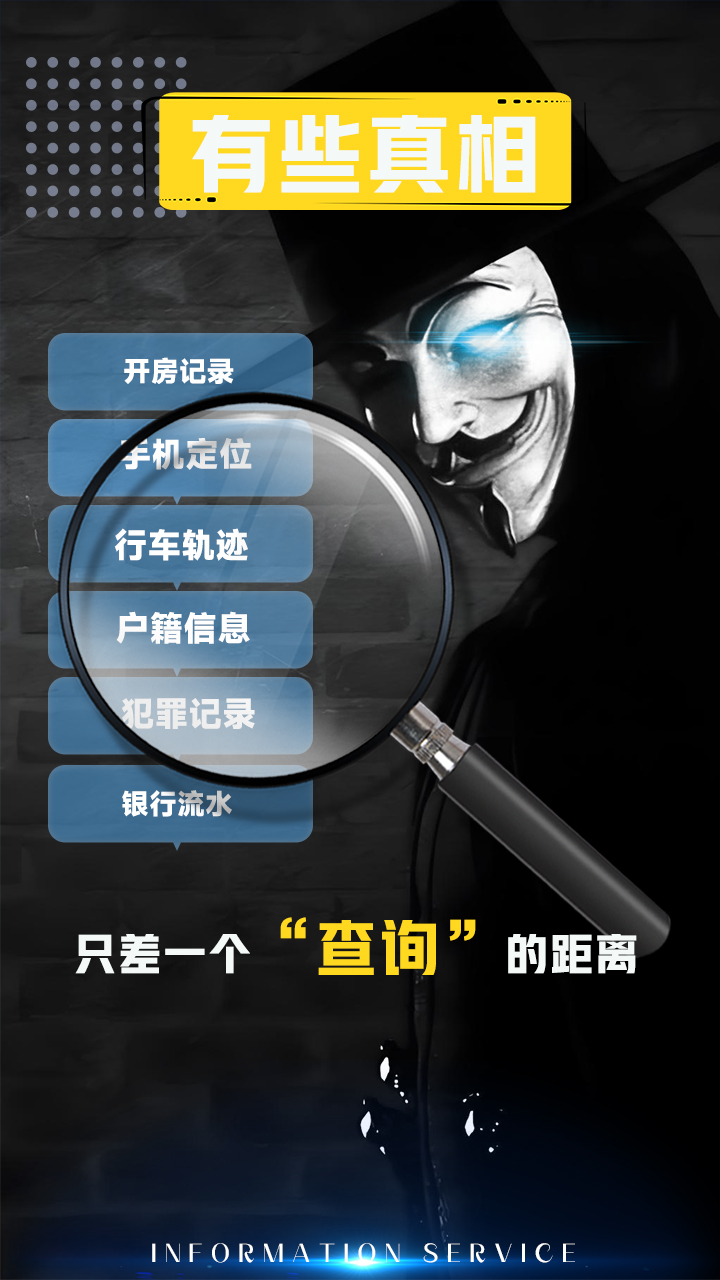 有些真相
开房记录
手机定位
行车轨迹
户籍信息
犯罪记录
银行流水
只差一个“查询”的距离
INFORMATION SERVICE